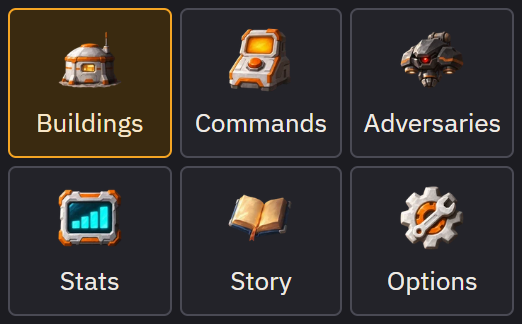 Buildings
Commands
Adversaries
Stats
Story
Options